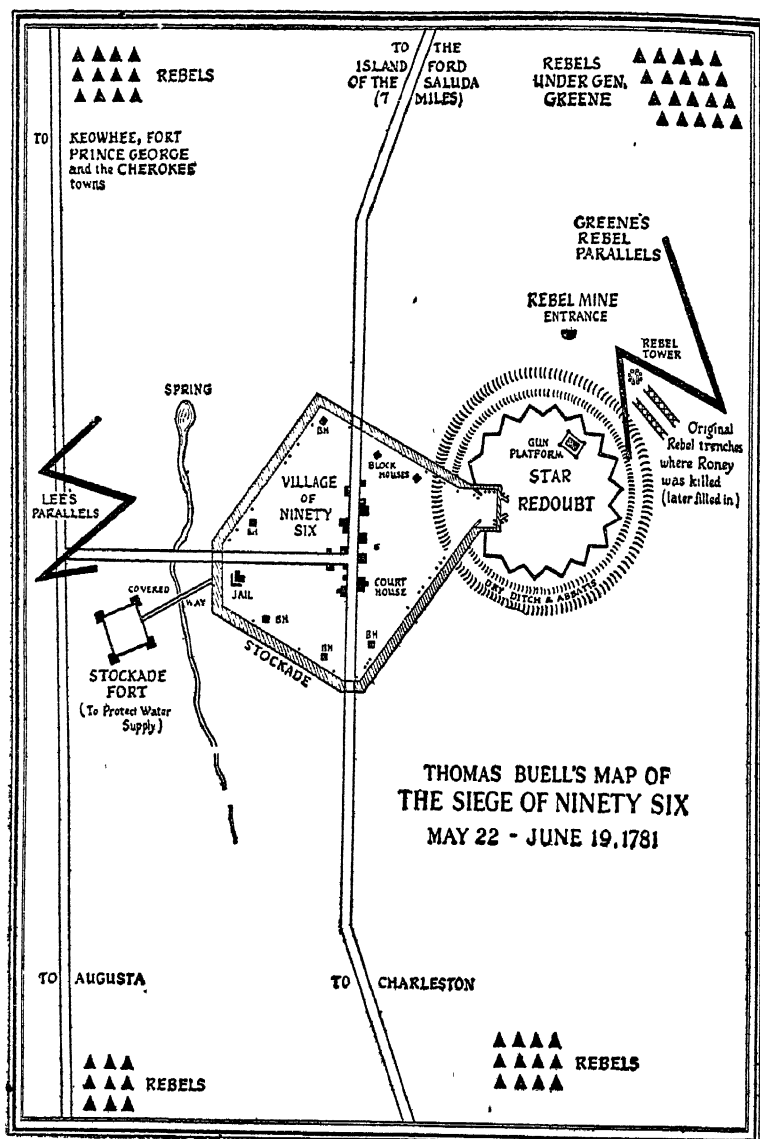 REBELS
TO THE
ISLAND FORD
OF THE SALUDA
(7 MILES)
REBELS
UNDER GEN.
GREENE
TO KEOWHEE, FORT
PRINCE GEORGE
and the CHEROKEE
towns
GREENE'S
REBEL
PARALLELS
REBEL MINE
ENTRANCE
REBEL
TOWER
Original
Rebel trenches
where Roney
was killed
(later filled in)
SPRING
LEE'S
PARALLELS
BH
BLOCK
HOUSES
VILLAGE
OF
NINETY
SIX
GUN
PLATFORM
STAR
REDOUBT
BH
JAIL
COURT
HOUSE
DRY DITCH & ABBATIS
COVERED WAY
BH
BH
BH
STOCKADE
STOCKADE
FORT
(To Protect Water
Supply)
THOMAS BUELL'S MAP OF
THE SIEGE OF NINETY SIX
MAY 22 - JUNE 19, 1781
TO AUGUSTA
TO CHARLESTON
REBELS
REBELS